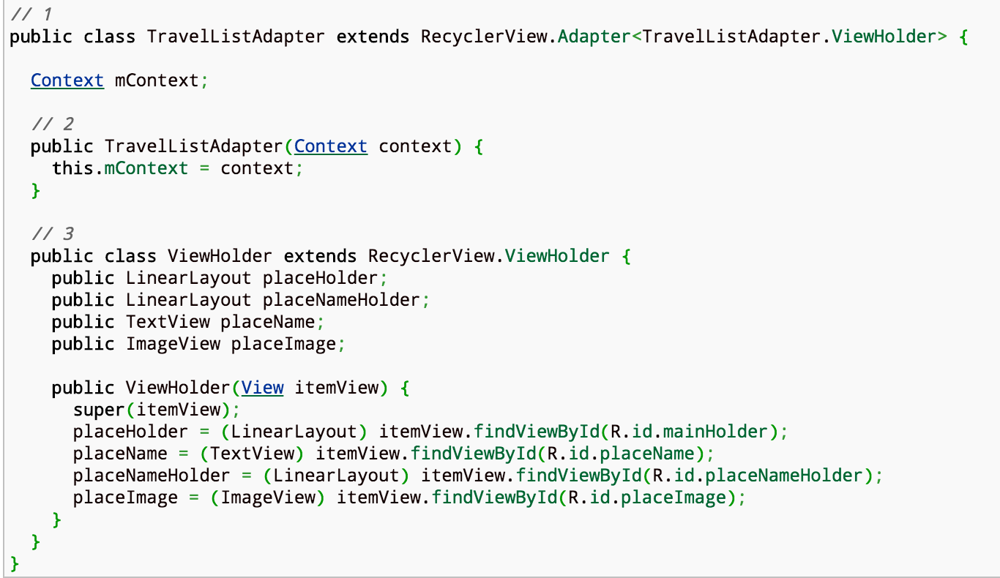 // 1
public class TravelListAdapter extends RecyclerView.Adapter<TravelListAdapter.ViewHolder> {
Context mContext;
// 2
public TravelListAdapter(Context context) {
this.mContext = context;
}
// 3
public class ViewHolder extends RecyclerView.ViewHolder {
public LinearLayout placeHolder;
public LinearLayout placeNameHolder;
public TextView placeName;
public ImageView placeImage;
public ViewHolder(View itemView) {
super(itemView);
placeHolder = (LinearLayout) itemView.findViewById(R.id.mainHolder);
placeName = (TextView) itemView.findViewById(R.id.placeName);
placeNameHolder = (LinearLayout) itemView.findViewById(R.id.placeNameHolder);
placeImage = (ImageView) itemView.findViewById(R.id.placeImage);
}
}
}